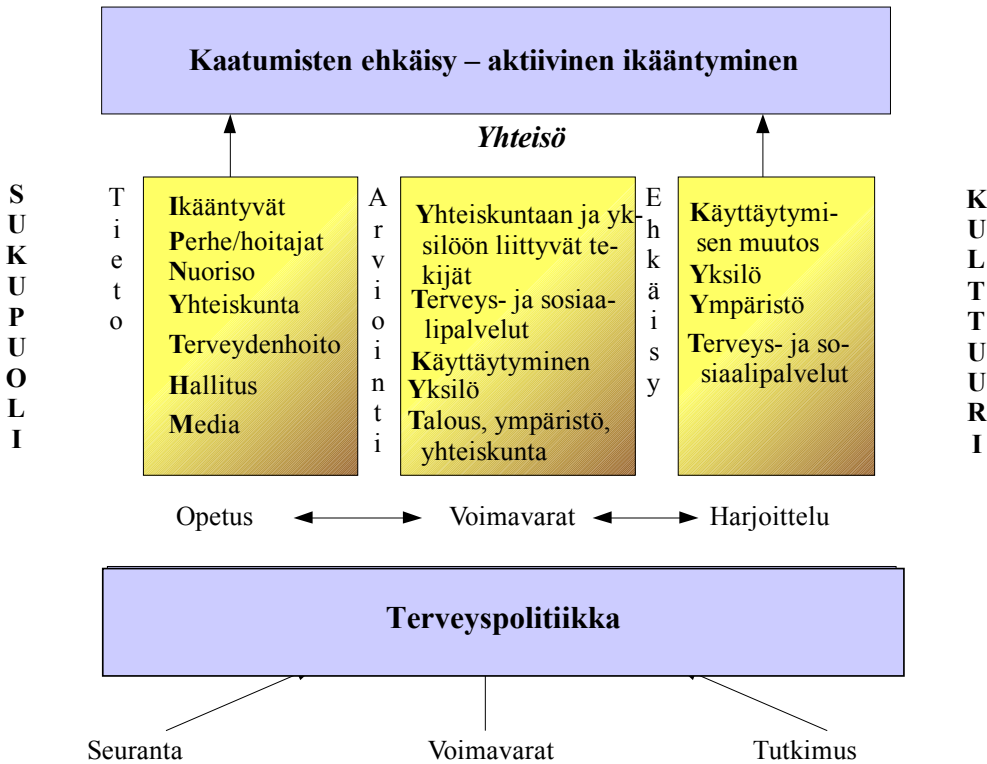 Kaatumisten ehkäisy – aktiivinen ikääntyminen
Yhteisö
SUKUPUOLI
Tieto
Ikääntyvät
Perhe/hoitajat
Nuoriso
Yhteiskunta
Terveydenhoito
Hallitus
Media
Arviointi
Yhteiskuntaan ja yk-
silöön liittyvät te-
kijät
Terveys- ja sosiaa-
lipalvelut
Käyttäytyminen
Yksilö
Talous, ympäristö,
yhteiskunta
Ehkäisy
Käyttäytymi-
sen muutos
Yksilö
Ympäristö
Terveys- ja so-
siaalipalvelut
KULTTUURI
Opetus
Voimavarat
Harjoittelu
Terveyspolitiikka
Seuranta
Voimavarat
Tutkimus